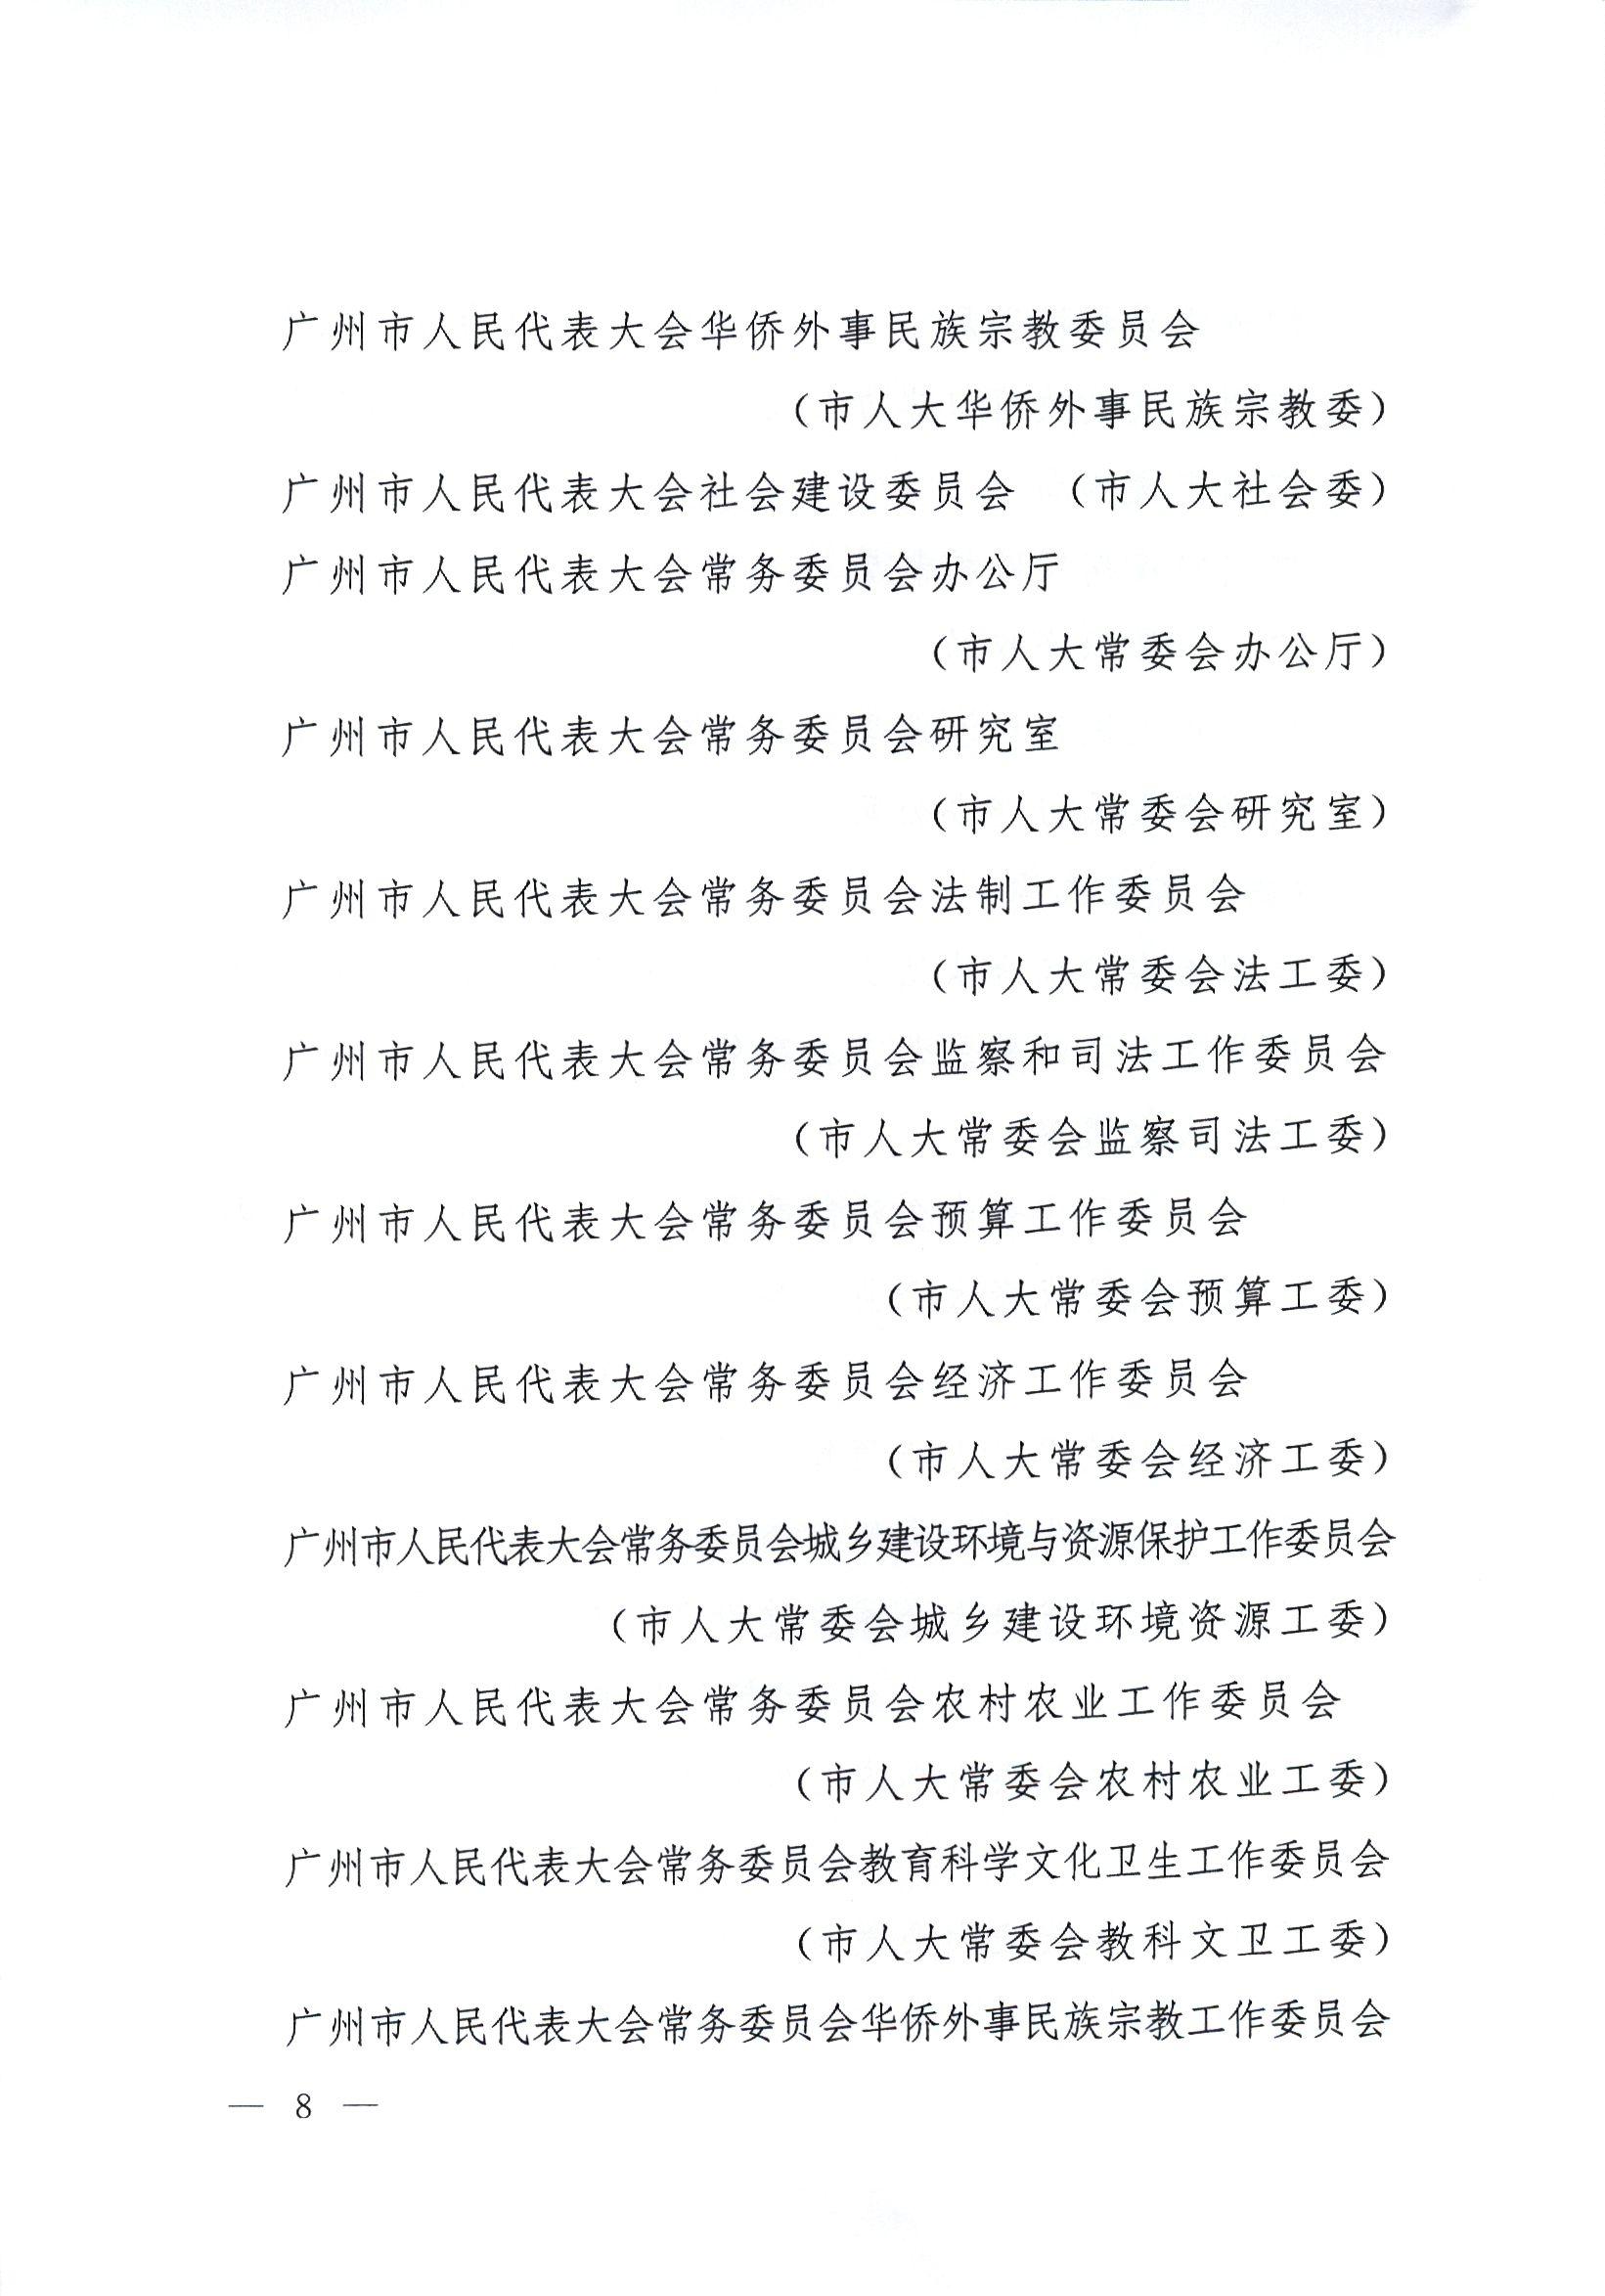 广州市人民代表大会华侨外事民族宗教委员会
（市人大华侨外事民族宗教委）
广州市人民代表大会社会建设委员会 （市人大社会委）
广州市人民代表大会常务委员会办公厅
（市人大常委会办公厅）
广州市人民代表大会常务委员会研究室
（市人大常委会研究室）
广州市人民代表大会常务委员会法制工作委员会
（市人大常委会法工委）
广州市人民代表大会常务委员会监察和司法工作委员会
（市人大常委会监察司法工委）
广州市人民代表大会常务委员会预算工作委员会
（市人大常委会预算工委）
广州市人民代表大会常务委员会经济工作委员会
（市人大常委会经济工委）
广州市人民代表大会常务委员会城乡建设环境与资源保护工作委员会
（市人大常委会城乡建设环境资源工委）
广州市人民代表大会常务委员会农村农业工作委员会
（市人大常委会农村农业工委）
广州市人民代表大会常务委员会教育科学文化卫生工作委员会
（市人大常委会教科文卫工委）
广州市人民代表大会常务委员会华侨外事民族宗教工作委员会
— 8 —